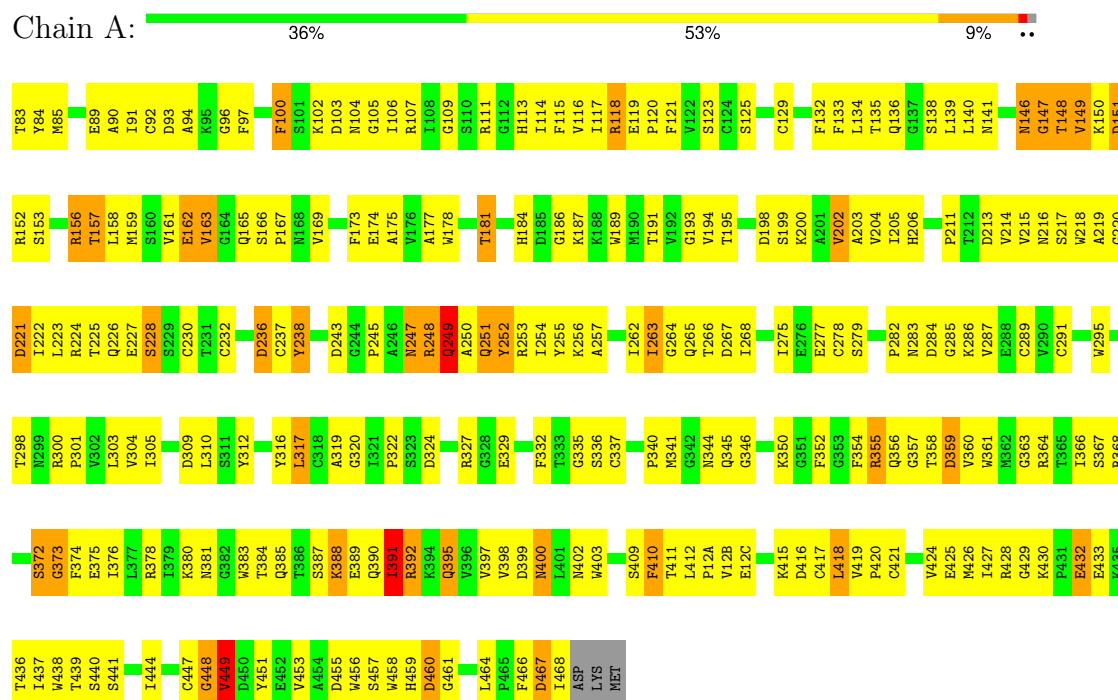 Chain A:
36% 53% 9% ••
T83 Y84 M85 E89 A90 I91 C92 D93 A94 K95 G96 F97 F100 S101 K102 D103 N104 G105 I106 R107 I108 G109 S110 R111 G112 H113 I114 F115 V116 I117 R118 E119 P120 F121 V122 S123 C124 S125 C129 F132 F133 L134 T135 Q136 G137 S138 L139 L140 N141 N146 G147 T148 V149 K150 D151
R152 S153 R156 T157 L158 M159 S160 V161 E162 V163 G164 Q165 S166 P167 N168 V169 F173 E174 A175 V176 A177 W178 T181 H184 D185 G186 K187 K188 W189 M190 T191 V192 G193 V194 T195 D198 S199 K200 A201 V202 A203 V204 I205 H206 P211 T212 D213 V214 V215 N216 S217 W218 A219 G220
D221 I222 L223 R224 T225 Q226 E227 S228 S229 C230 T231 C232 D236 C237 Y238 D243 G244 P245 A246 N247 R248 Q249 A250 Q251 Y252 R253 I254 Y255 K256 A257 I262 I263 G264 Q265 T266 D267 I268 I275 E276 E277 C278 S279 P282 N283 D284 G285 K286 V287 E288 C289 V290 C291 W295
T298 N299 R300 P301 V302 L303 V304 I305 D309 L310 S311 Y312 Y316 L317 C318 A319 G320 I321 P322 S323 D324 R327 G328 E329 F332 T333 G335 S336 C337 P340 M341 G342 N344 Q345 G346 K350 G351 F352 G353 F354 R355 Q356 G357 T358 D359 V360 W361 M362 G363 R364 T365 I366 S367 R368
S372 G373 F374 E375 I376 L377 R378 I379 K380 N381 G382 W383 T384 Q385 T386 S387 K388 E389 Q390 I391 R392 K394 Q395 V396 V397 V398 D399 N400 L401 N402 W403 S409 F410 T411 L412 P12A V12B E12C K415 D416 C417 L418 V419 P420 C421 V424 E425 M426 I427 R428 G429 K430 P431 E432 E433 K435
T436 I437 W438 T439 S440 S441 I444 C447 G448 V449 D450 Y451 E452 V453 A454 D455 W456 S457 W458 H459 D460 G461 L464 P465 F466 D467 I468 ASP LYS MET